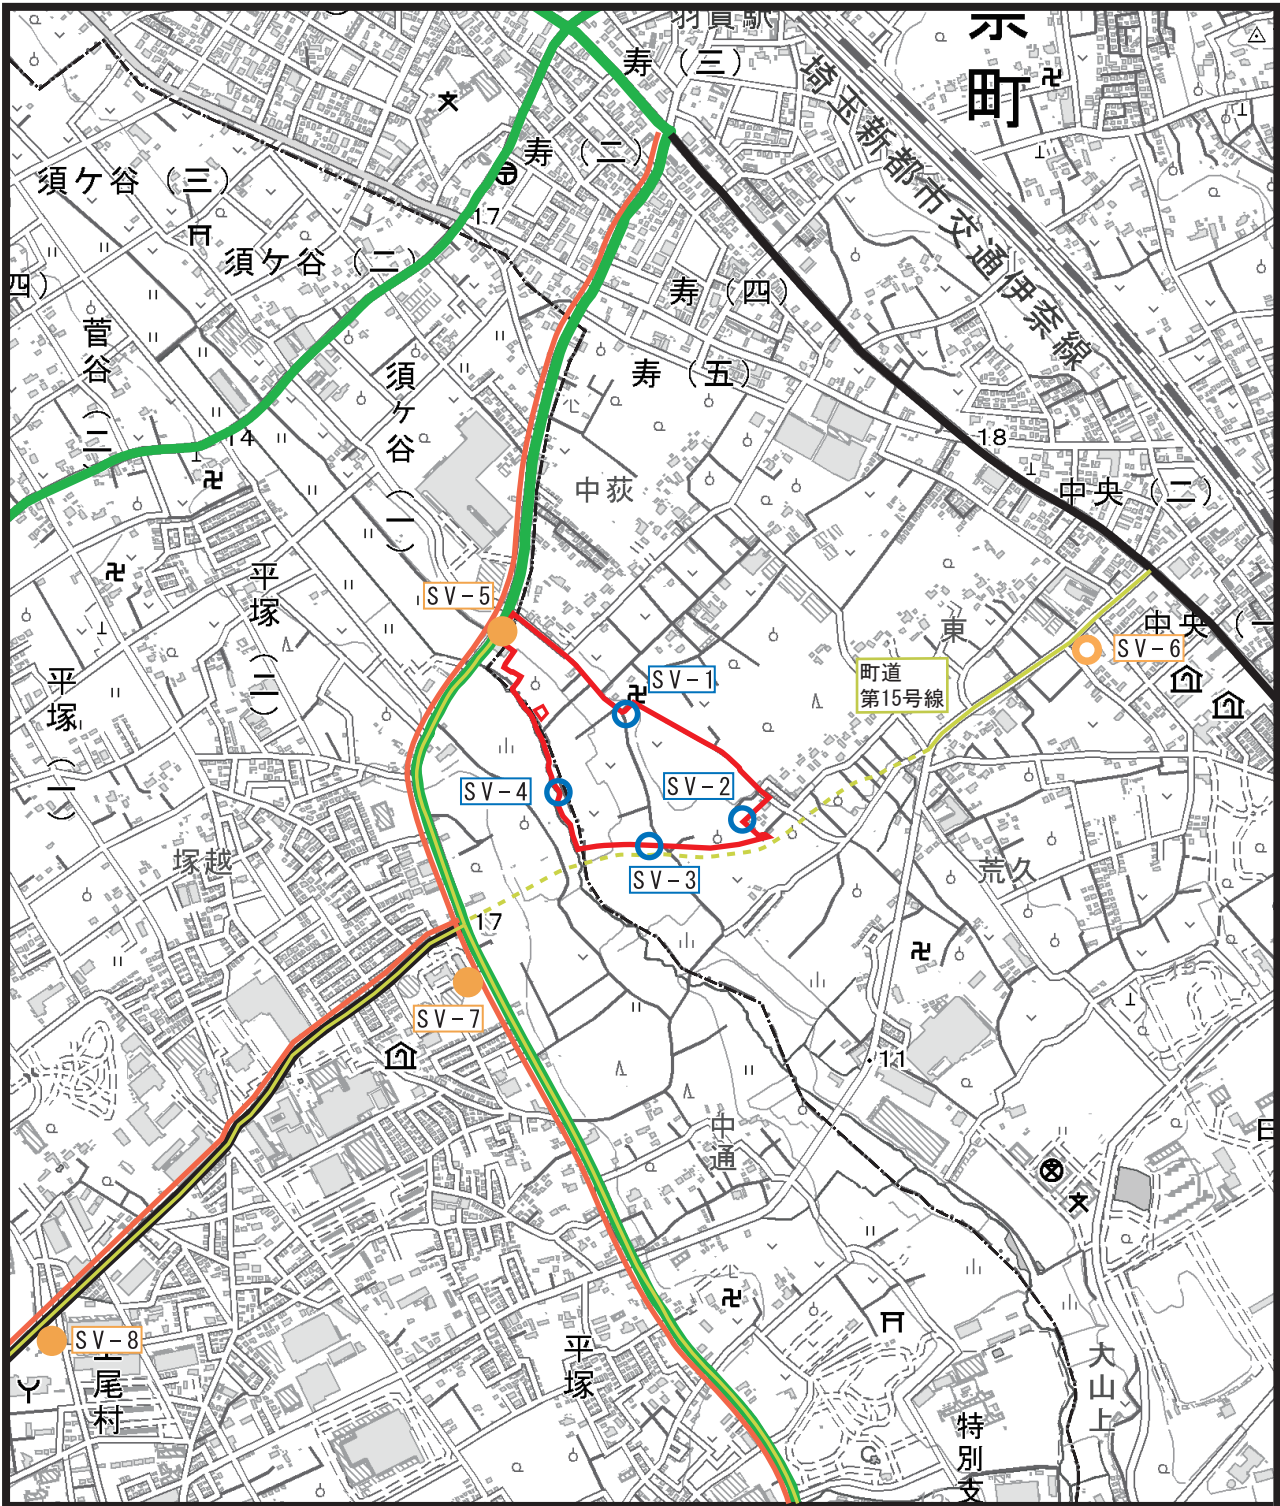 羽貫駅
寿（三）
奈
町
埼玉新都市交通伊奈線
寿（二）
須ケ谷（三）
17
須ケ谷（二）
四）
寿（四）
菅谷（二）
須ケ谷（一）
寿（五）
14
18
中荻
中央（二）
平塚（二）
SV-5
東
中央（一
SV-6
町道
第15号線
SV-1
平塚（一）
SV-4
SV-2
塚越
SV-3
荒久
17
SV-7
11
中通
日
SV-8
上尾村
平塚
大山上
特別支